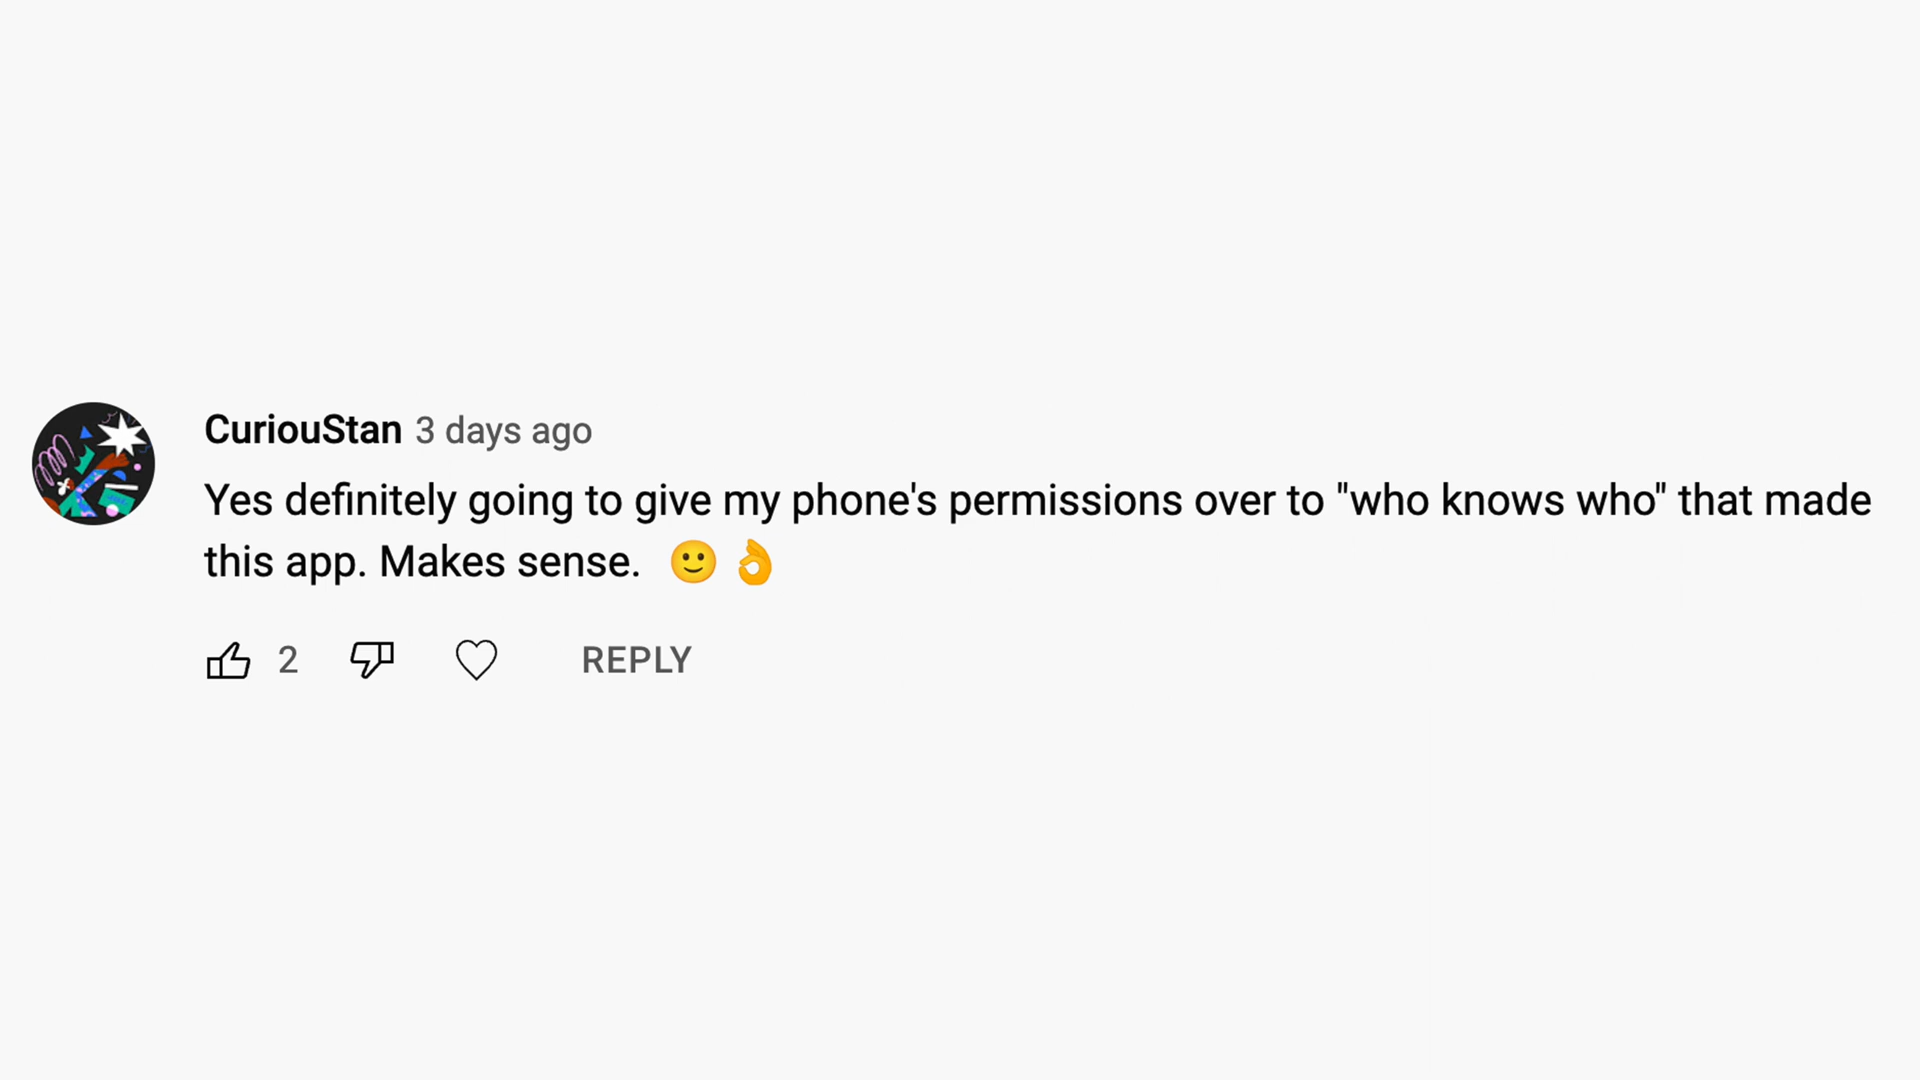 CuriouStan 3 days ago
Yes definitely going to give my phone's permissions over to "who knows who" that made
this app. Makes sense. 🙂 👌
2 REPLY